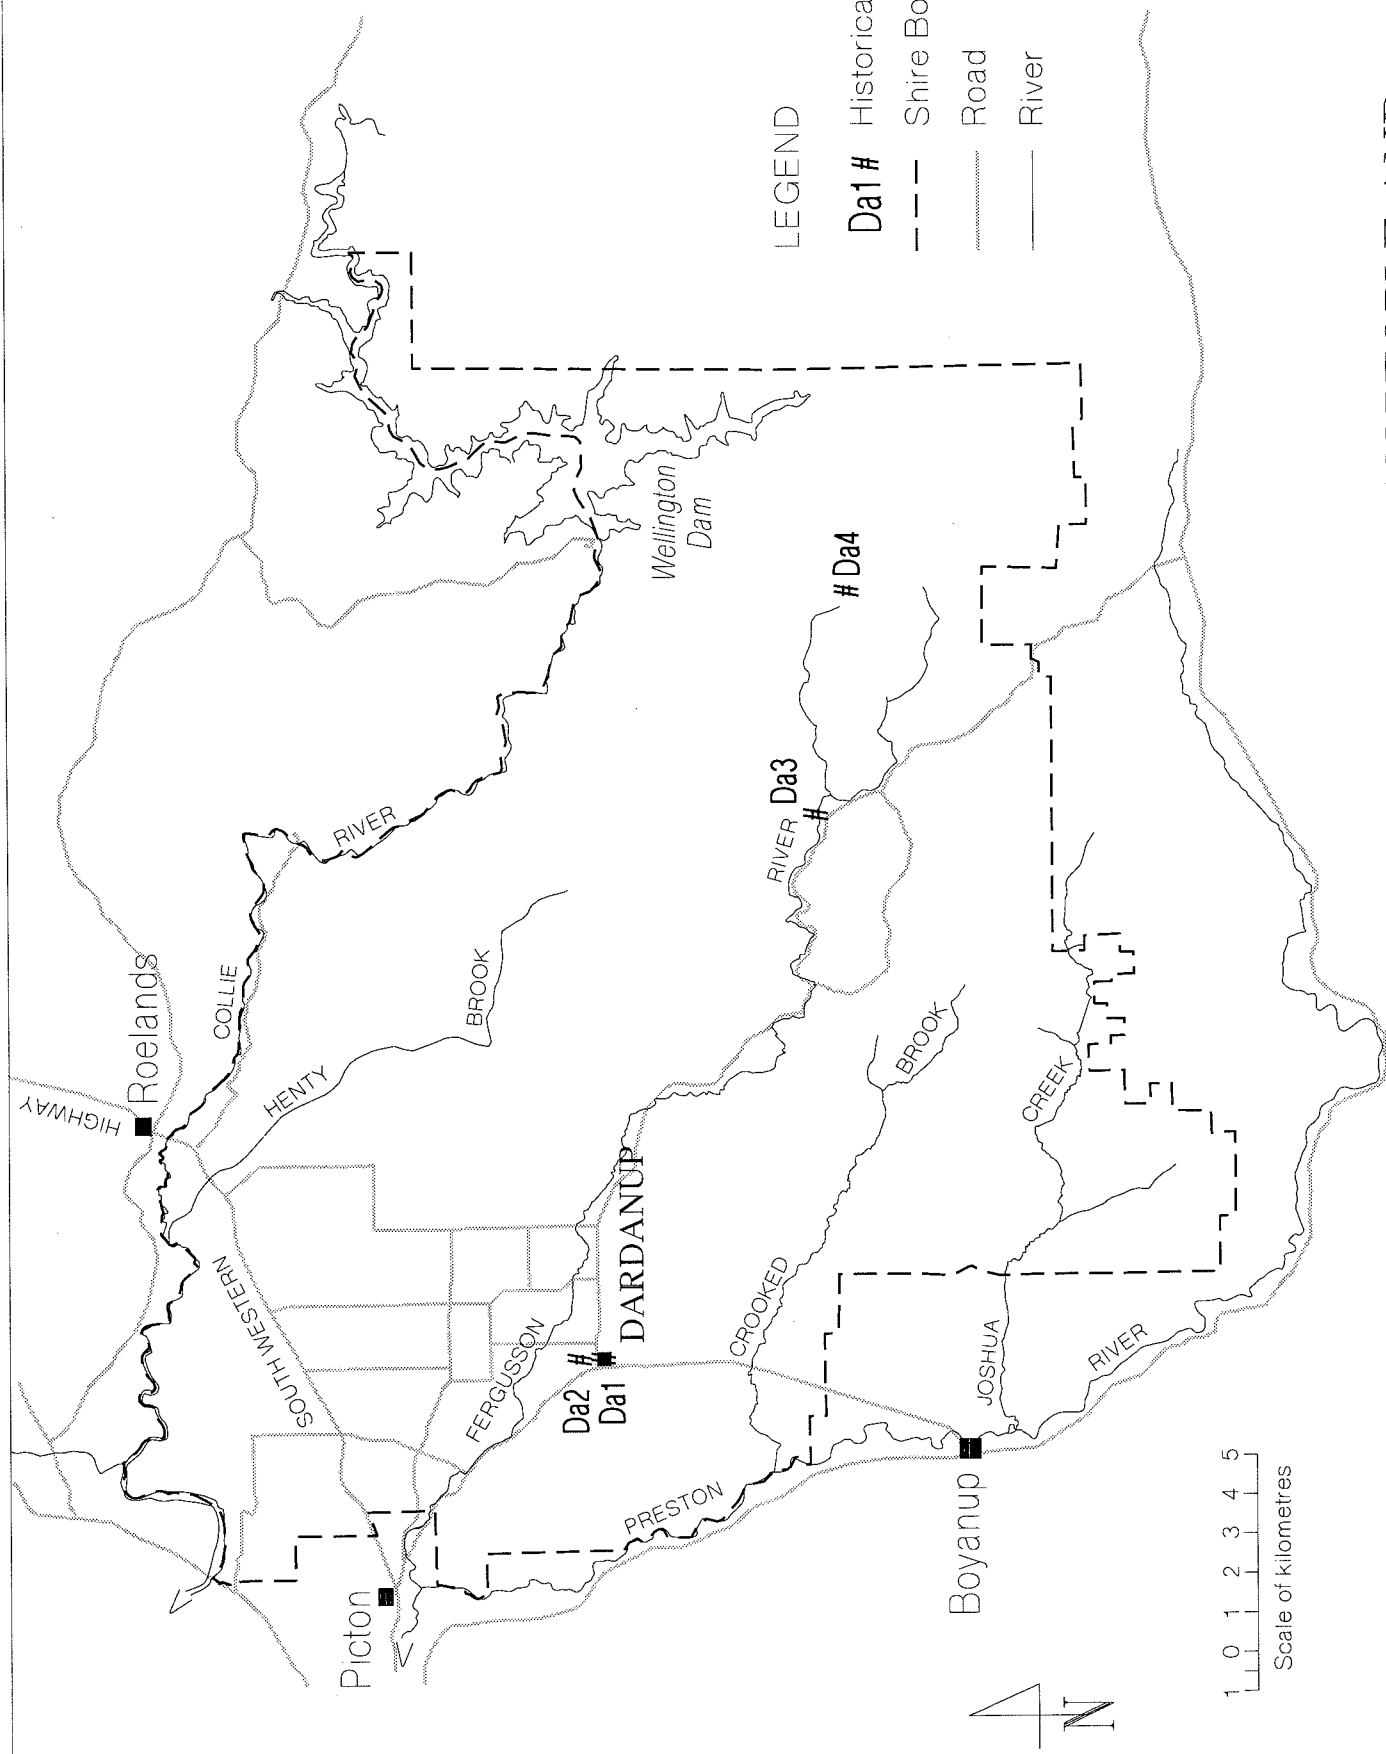 HIGHWAY
Roelands
COLLIE
RIVER
HENTY
BROOK
SOUTH WESTERN
Wellington
Dam
Picton
FERGUSSON
RIVER
Da2
Da1
DARDANUP
# Da3
# Da4
PRESTON
RIVER
CROOKED
BROOK
JOSHUA
CREEK
Boyanup
LEGEND
Da1 # Historica
Shire Bo
Road
River
N
1 0 1 2 3 4 5
Scale of kilometres